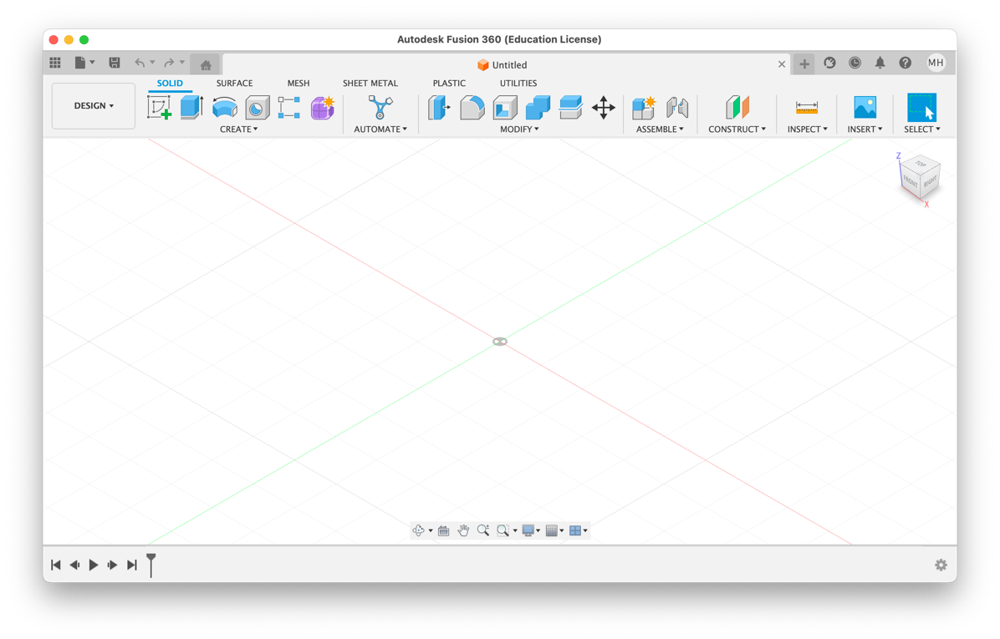 Autodesk Fusion 360 (Education License)
Untitled
MH
DESIGN
SOLID
SURFACE
MESH
SHEET METAL
PLASTIC
UTILITIES
CREATE
AUTOMATE
MODIFY
ASSEMBLE
CONSTRUCT
INSPECT
INSERT
SELECT
Z
TOP
FRONT
RIGHT
X